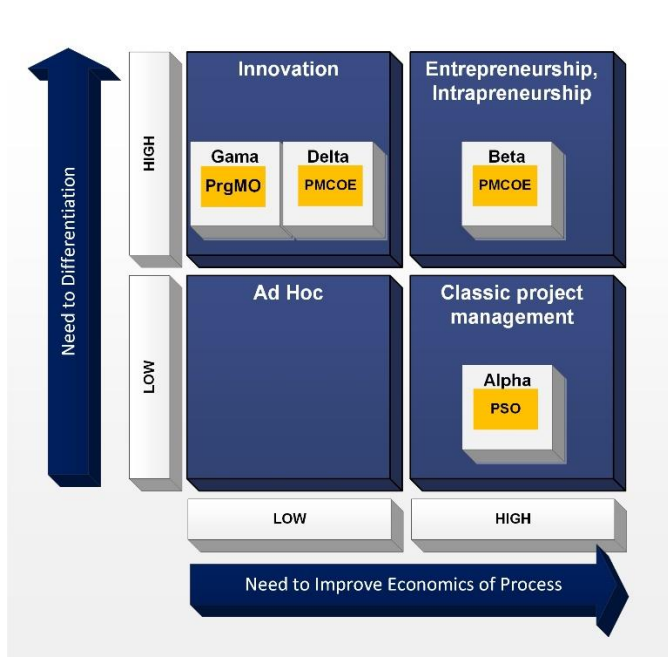 Need to Differentiation
HIGH
Innovation
Gama
PrgMO
Delta
PMCOE
Entrepreneurship,
Intrapreneurship
Beta
PMCOE
LOW
Ad Hoc
Classic project
management
Alpha
PSO
LOW
HIGH
Need to Improve Economics of Process